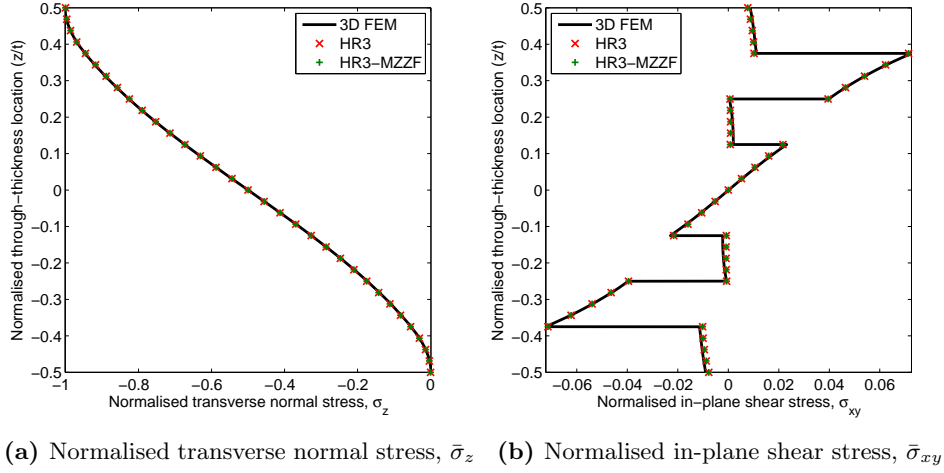 0.5
0.4
0.3
0.2
0.1
0
−0.1
−0.2
−0.3
−0.4
−0.5
Normalised through−thickness location (z/t)
3D FEM
HR3
HR3−MZZF
−1
−0.8
−0.6
−0.4
−0.2
0
Normalised transverse normal stress, σz
0.5
0.4
0.3
0.2
0.1
0
−0.1
−0.2
−0.3
−0.4
−0.5
Normalised through−thickness location (z/t)
3D FEM
HR3
HR3−MZZF
−0.06
−0.04
−0.02
0
0.02
0.04
0.06
Normalised in−plane shear stress, σxy
(a) Normalised transverse normal stress, σ̄z
(b) Normalised in-plane shear stress, σ̄xy